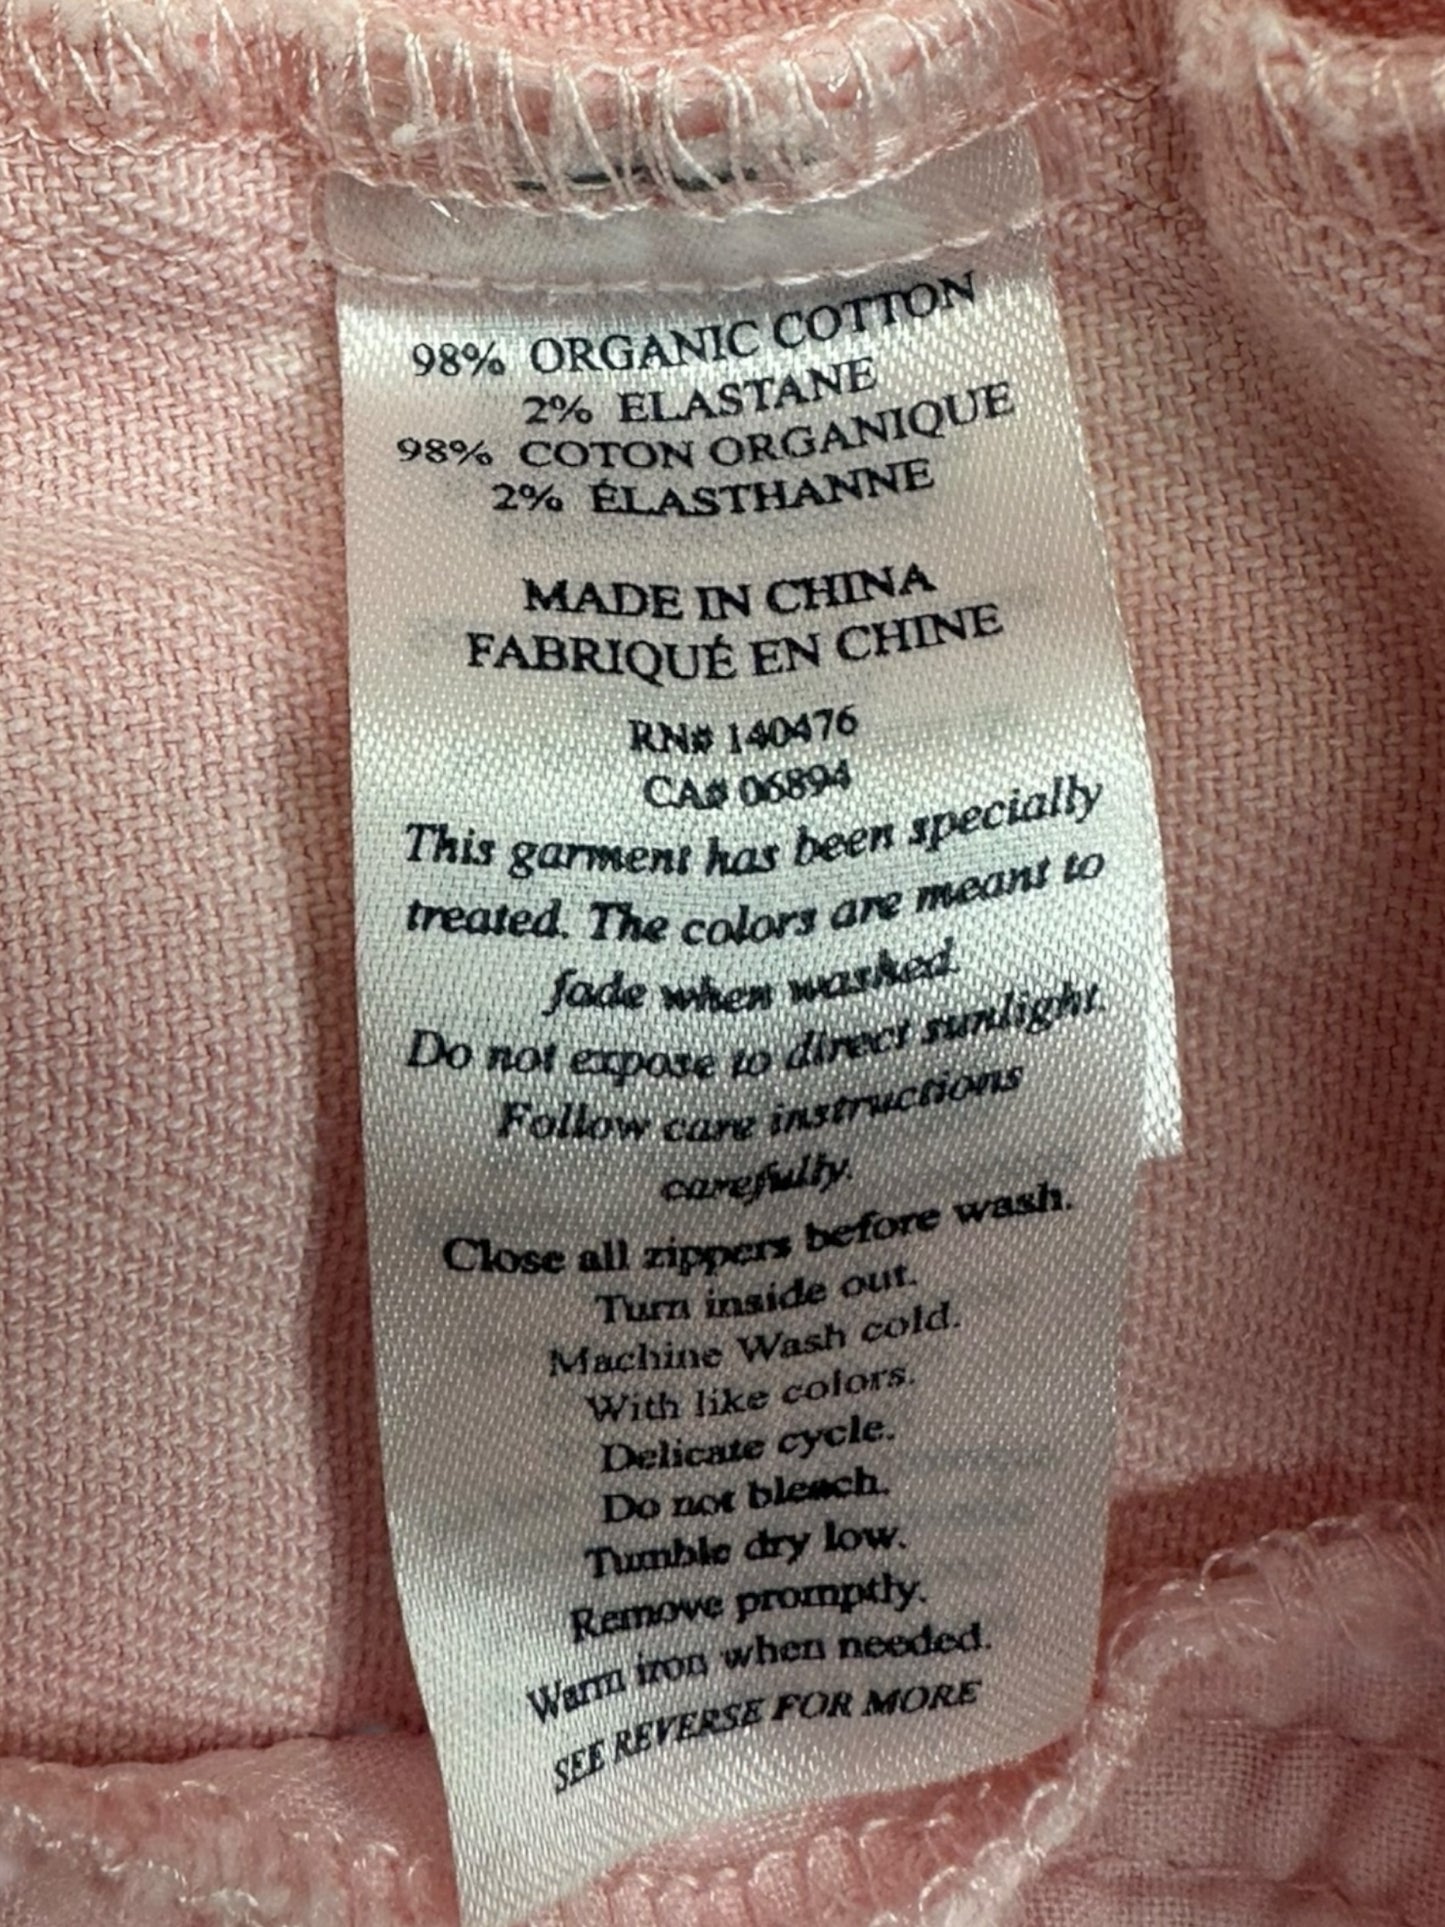 98% ORGANIC COTTON
2% ELASTANE
98% COTON ORGANIQUE
2% ÉLASTHANNE
MADE IN CHINA
FABRIQUÉ EN CHINE
RN# 140476
CA# 06894
This garment has been specially
treated. The colors are meant to
fade when washed.
Do not expose to direct sunlight.
Follow care instructions
carefully.
Close all zippers before wash.
Turn inside out.
Machine Wash cold.
With like colors.
Delicate cycle.
Do not bleach.
Tumble dry low.
Remove promptly.
Warm iron when needed.
SEE REVERSE FOR MORE